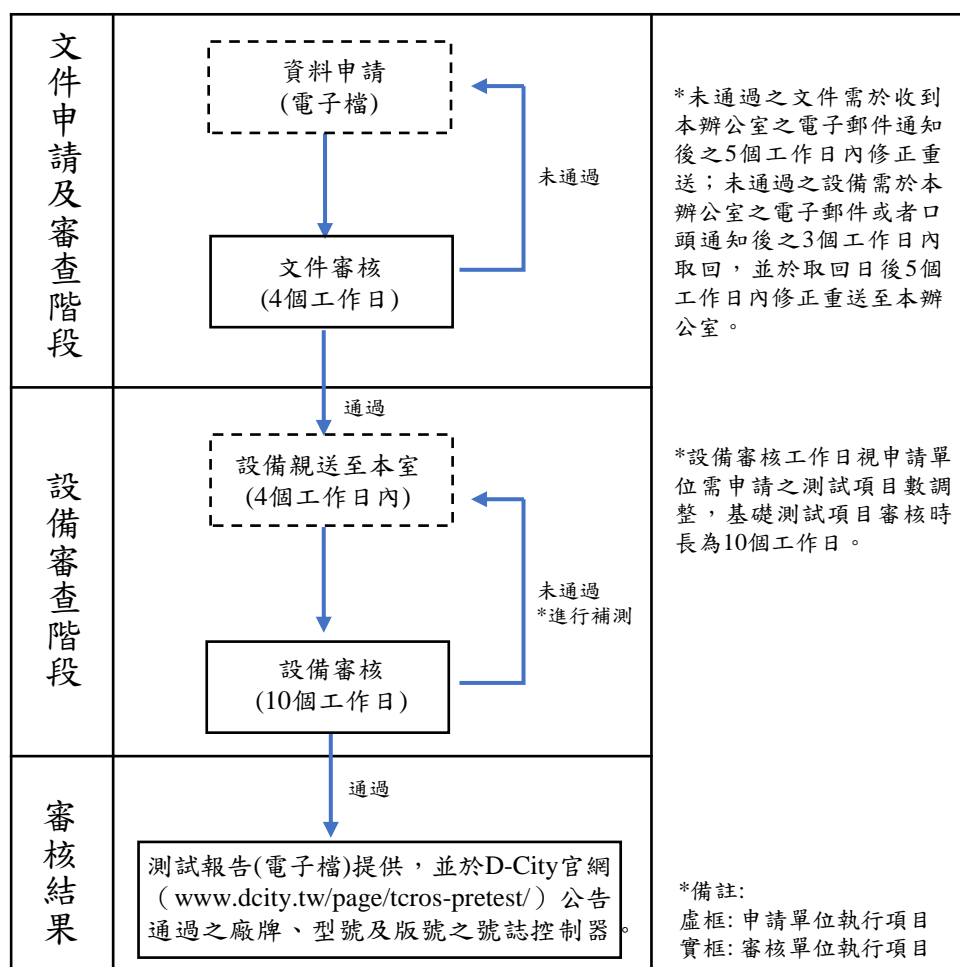 文件申請及審查階段
資料申請
(電子檔)
未通過
文件審核
(4個工作日)
*未通過之文件需於收到
本辦公室之電子郵件通知
後之5個工作日內修正重
送；未通過之設備需於本
辦公室之電子郵件或者口
頭通知後之3個工作日內
取回，並於取回日後5個
工作日內修正重送至本辦
公室。
通過
設備審查階段
設備親送至本室
(4個工作日內)
未通過
*進行補測
設備審核
(10個工作日)
*設備審核工作日視申請單
位需申請之測試項目數調
整，基礎測試項目審核時
長為10個工作日。
通過
審核結果
測試報告(電子檔)提供，並於D-City官網
（www.dcity.tw/page/tcros-pretest/）公告
通過之廠牌、型號及版號之號誌控制器。
*備註:
虛框: 申請單位執行項目
實框: 審核單位執行項目